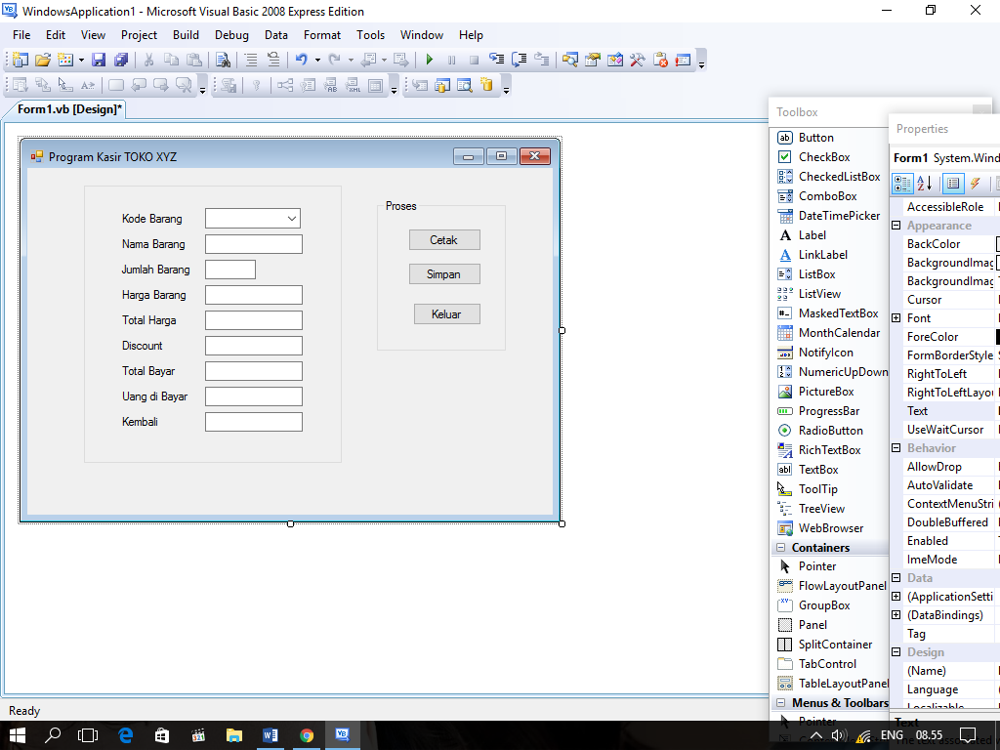 WindowsApplication1 - Microsoft Visual Basic 2008 Express Edition
File Edit View Project Build Debug Data Format Tools Window Help
Form1.vb [Design]*
Program Kasir TOKO XYZ
Kode Barang
Nama Barang
Jumlah Barang
Harga Barang
Total Harga
Discount
Total Bayar
Uang di Bayar
Kembali
Proses
Cetak
Simpan
Keluar
Toolbox
Button
CheckBox
CheckedListBox
ComboBox
DateTimePicker
Label
LinkLabel
ListBox
ListView
MaskedTextBox
MonthCalendar
NotifyIcon
NumericUpDown
PictureBox
ProgressBar
RadioButton
RichTextBox
TextBox
ToolTip
TreeView
WebBrowser
Containers
Pointer
FlowLayoutPanel
GroupBox
Panel
SplitContainer
TabControl
TableLayoutPanel
Menus & Toolbars
Pointer
Properties
Form1 System.Wind
AccessibleRole
Appearance
BackColor
BackgroundImag
BackgroundImag
Cursor
Font
ForeColor
FormBorderStyle
RightToLeft
RightToLeftLayou
Text
UseWaitCursor
Behavior
AllowDrop
AutoValidate
ContextMenuStri
DoubleBuffered
Enabled
ImeMode
Data
(ApplicationSetti
(DataBindings)
Tag
Design
(Name)
Language
Localizable
Text
Ready
ENG 08.55